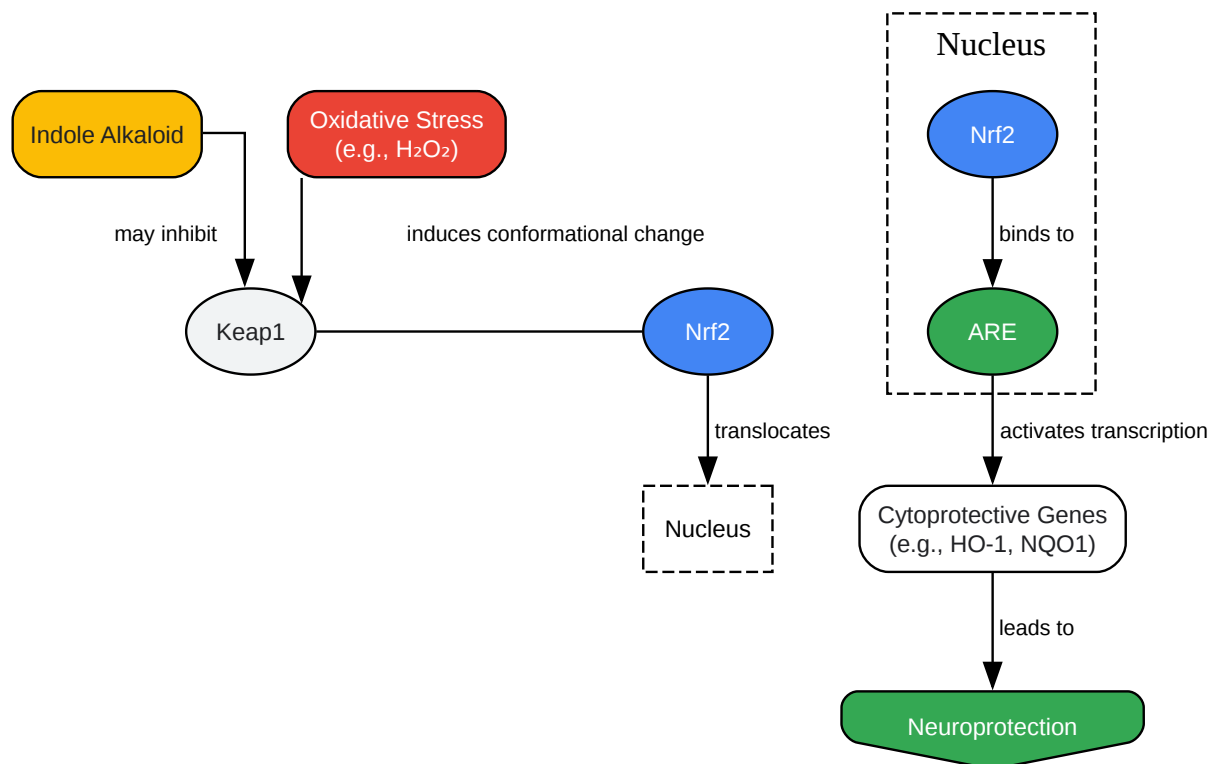 Nucleus
Indole Alkaloid
Oxidative Stress
(e.g., H₂O₂)
Nrf2
may inhibit
induces conformational change
binds to
Keap1
Nrf2
ARE
translocates
activates transcription
Nucleus
Cytoprotective Genes
(e.g., HO-1, NQO1)
leads to
Neuroprotection